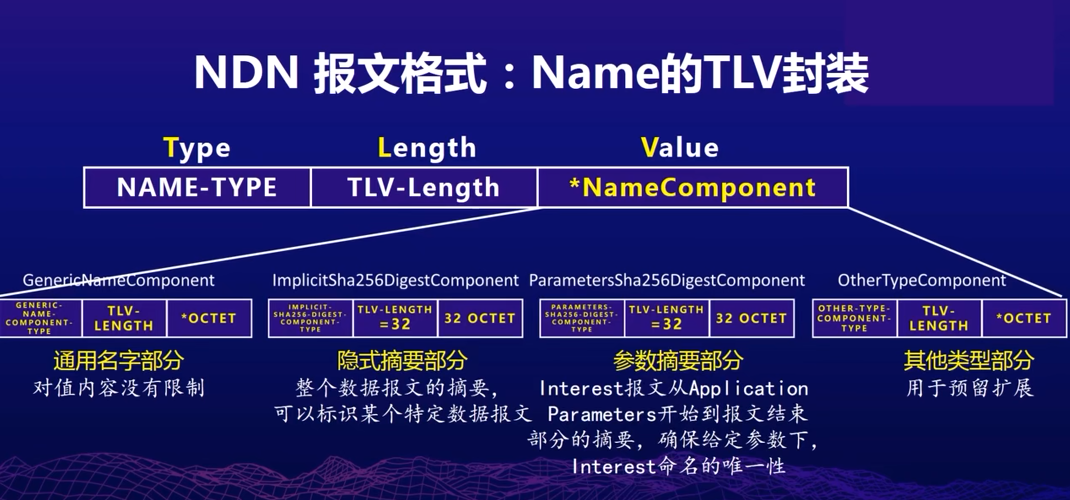 NDN 报文格式：Name的TLV封装
Type Length Value
NAME-TYPE TLV-Length *NameComponent
GenericNameComponent ImplicitSha256DigestComponent ParametersSha256DigestComponent OtherTypeComponent
GENERIC-NAME-COMPONENT-TYPE TLV-LENGTH *OCTET
IMPLICIT-SHA256-DIGEST-COMPONENT-TYPE TLV-LENGTH =32 32 OCTET
PARAMETERS-SHA256-DIGEST-COMPONENT-TYPE TLV-LENGTH =32 32 OCTET
OTHER-TYPE-COMPONENT-TYPE TLV-LENGTH *OCTET
通用名字部分
对值内容没有限制
隐式摘要部分
整个数据报文的摘要，
可以标识某个特定数据报文
参数摘要部分
Interest报文从Application
Parameters开始到报文结束
部分的摘要，确保给定参数下，
Interest命名的唯一性
其他类型部分
用于预留扩展